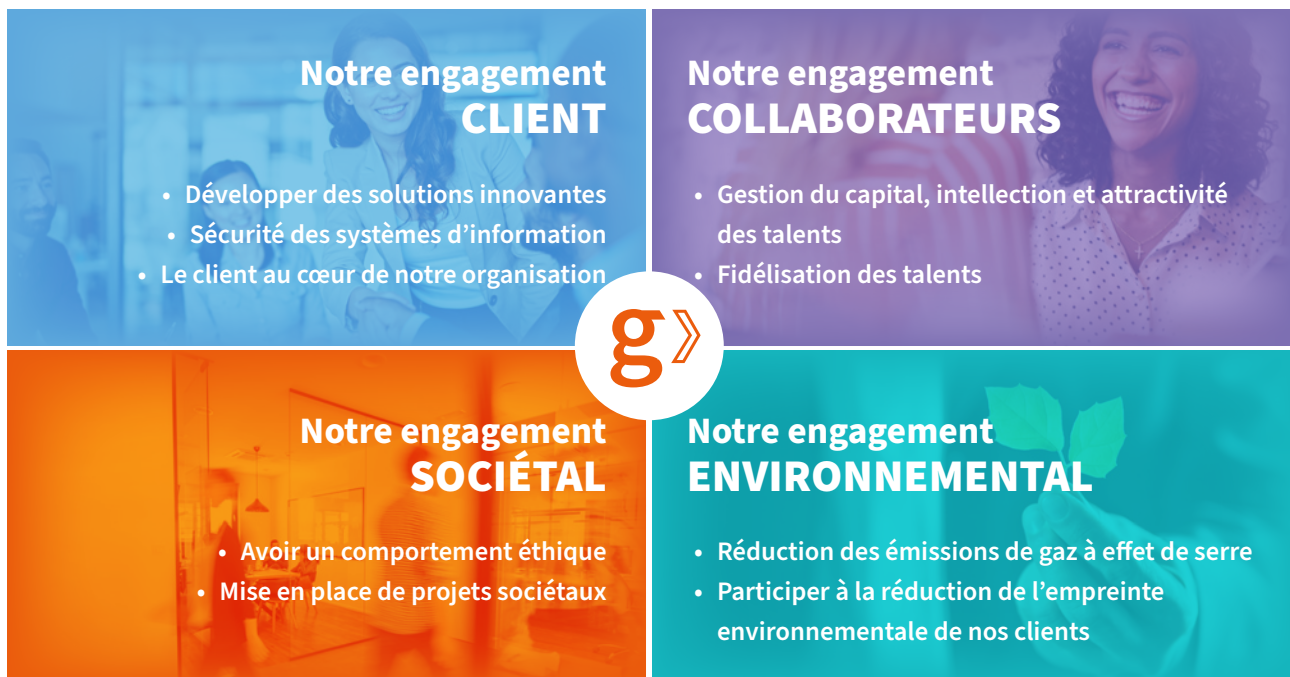 Notre engagement
CLIENT
• Développer des solutions innovantes
• Sécurité des systèmes d’information
• Le client au cœur de notre organisation
Notre engagement
COLLABORATEURS
• Gestion du capital, intellection et attractivité
des talents
• Fidélisation des talents
g»
Notre engagement
SOCIÉTAL
• Avoir un comportement éthique
• Mise en place de projets sociétaux
Notre engagement
ENVIRONNEMENTAL
• Réduction des émissions de gaz à effet de serre
• Participer à la réduction de l’empreinte
environnementale de nos clients